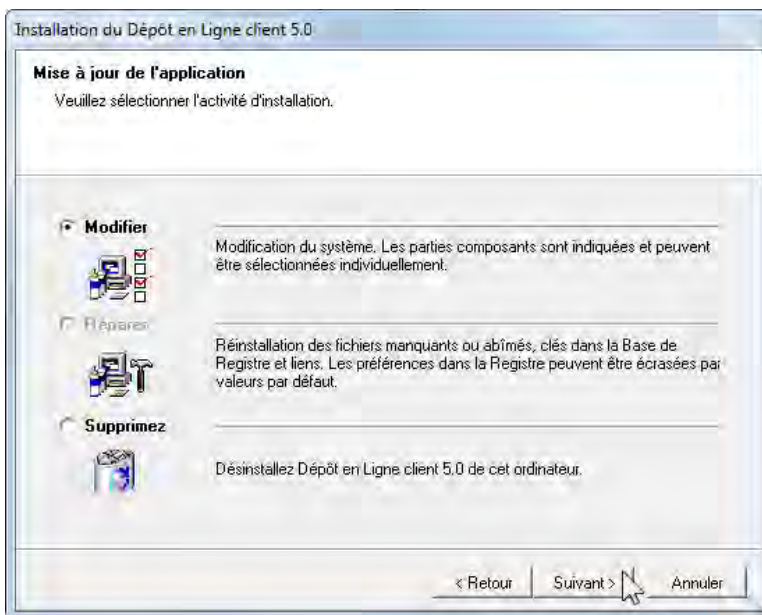 Installation du Dépôt en Ligne client 5.0
Mise à jour de l'application
Veuillez sélectionner l'activité d'installation.
Modifier
Modification du système. Les parties composants sont indiquées et peuvent
être sélectionnées individuellement.
Réparer
Réinstallation des fichiers manquants ou abîmés, clés dans la Base de
Registre et liens. Les préférences dans la Registre peuvent être écrasées par
valeurs par défaut.
Supprimez
Désinstallez Dépôt en Ligne client 5.0 de cet ordinateur.
< Retour
Suivant >
Annuler